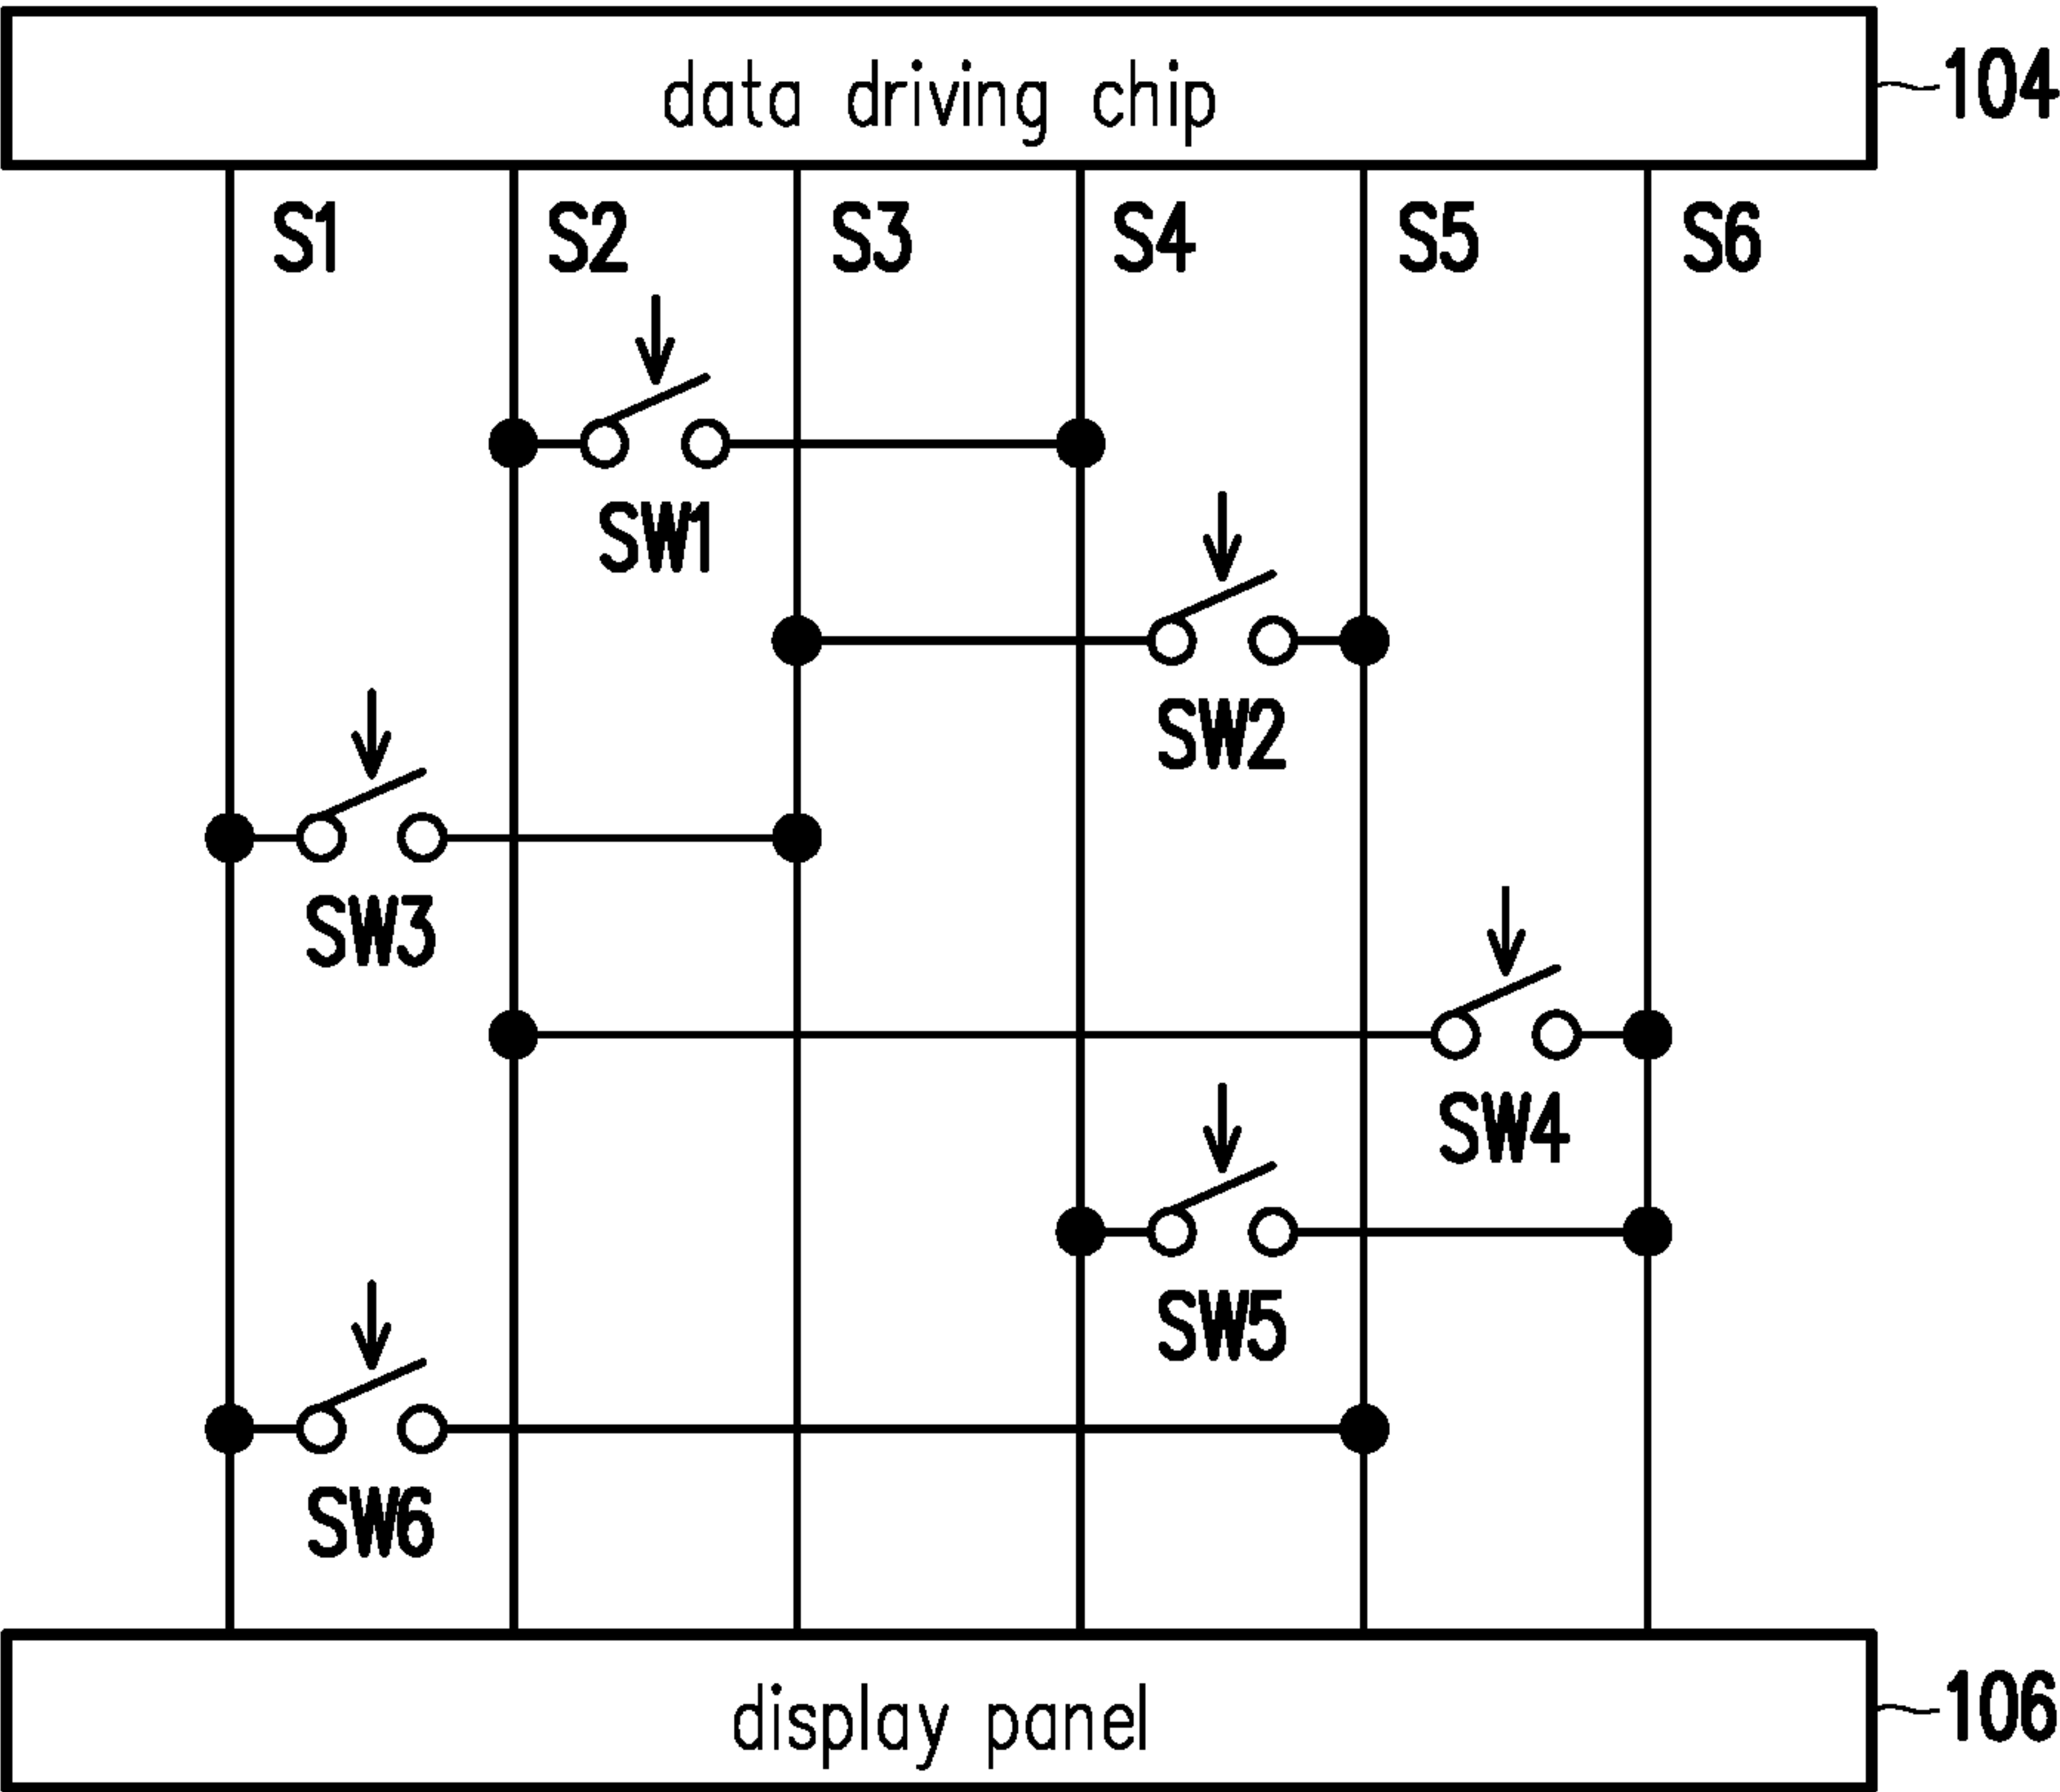 data driving chip
104
S1 S2 S3 S4 S5 S6
SW1
SW2
SW3
SW4
SW5
SW6
display panel
106